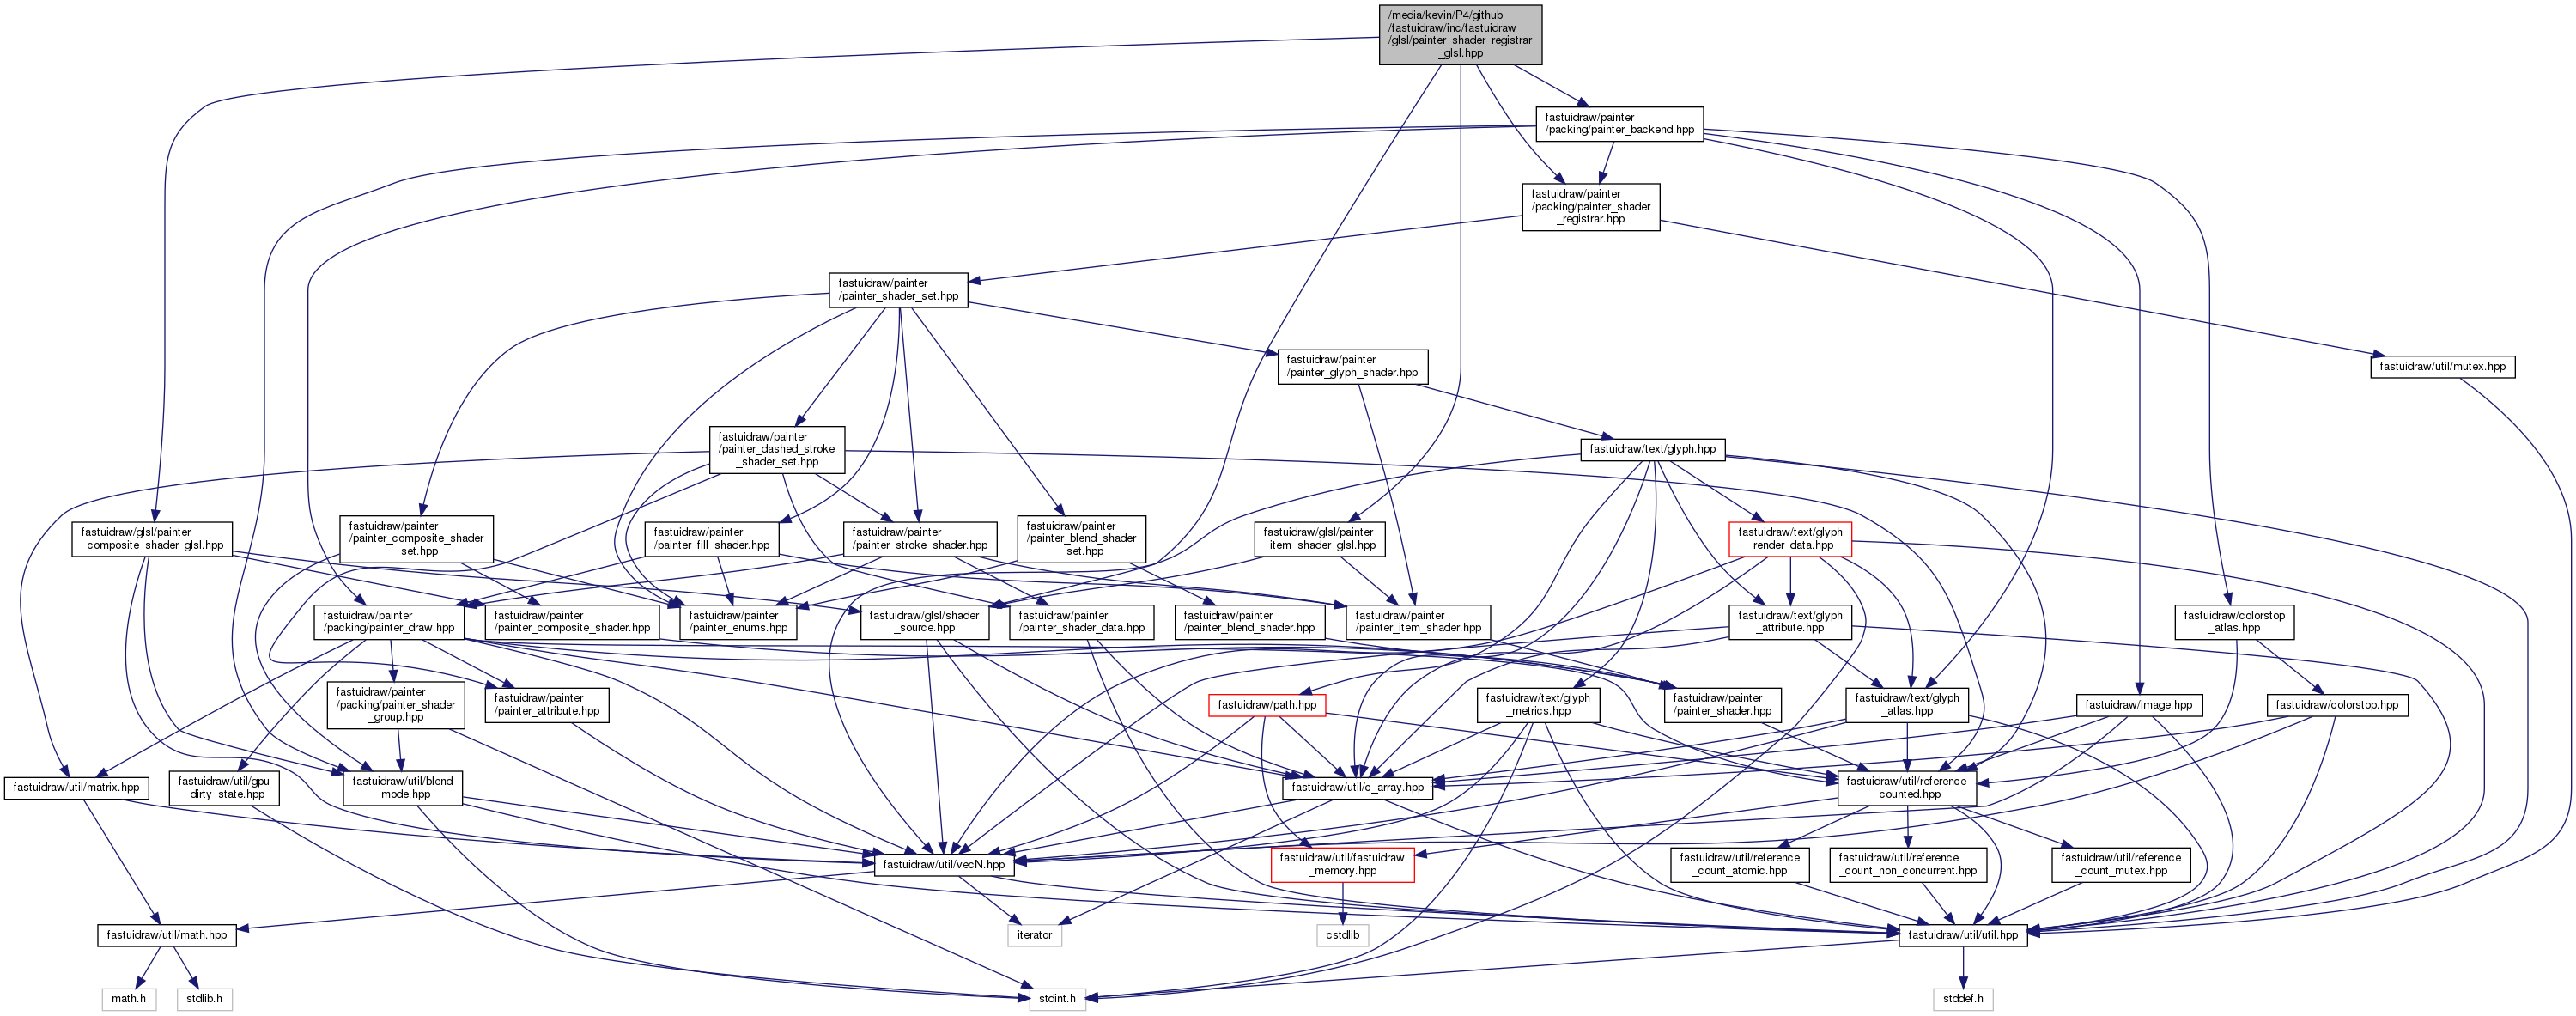 /media/kevin/P4/github
/fastuidraw/inc/fastuidraw
/glsl/painter_shader_registrar
_glsl.hpp
fastuidraw/painter
/packing/painter_backend.hpp
fastuidraw/painter
/packing/painter_shader
_registrar.hpp
fastuidraw/painter
/painter_shader_set.hpp
fastuidraw/painter
/painter_glyph_shader.hpp
fastuidraw/util/mutex.hpp
fastuidraw/painter
/painter_dashed_stroke
_shader_set.hpp
fastuidraw/text/glyph.hpp
fastuidraw/glsl/painter
_composite_shader_glsl.hpp
fastuidraw/painter
/painter_composite_shader
_set.hpp
fastuidraw/painter
/painter_fill_shader.hpp
fastuidraw/painter
/painter_stroke_shader.hpp
fastuidraw/painter
/painter_blend_shader
_set.hpp
fastuidraw/glsl/painter
_item_shader_glsl.hpp
fastuidraw/text/glyph
_render_data.hpp
fastuidraw/painter
/packing/painter_draw.hpp
fastuidraw/painter
/painter_composite_shader.hpp
fastuidraw/painter
/painter_enums.hpp
fastuidraw/glsl/shader
_source.hpp
fastuidraw/painter
/painter_shader_data.hpp
fastuidraw/painter
/painter_blend_shader.hpp
fastuidraw/painter
/painter_item_shader.hpp
fastuidraw/text/glyph
_attribute.hpp
fastuidraw/colorstop
_atlas.hpp
fastuidraw/painter
/packing/painter_shader
_group.hpp
fastuidraw/painter
/painter_attribute.hpp
fastuidraw/path.hpp
fastuidraw/text/glyph
_metrics.hpp
fastuidraw/painter
/painter_shader.hpp
fastuidraw/text/glyph
_atlas.hpp
fastuidraw/image.hpp
fastuidraw/colorstop.hpp
fastuidraw/util/matrix.hpp
fastuidraw/util/gpu
_dirty_state.hpp
fastuidraw/util/blend
_mode.hpp
fastuidraw/util/c_array.hpp
fastuidraw/util/reference
_counted.hpp
fastuidraw/util/vecN.hpp
fastuidraw/util/fastuidraw
_memory.hpp
fastuidraw/util/reference
_count_atomic.hpp
fastuidraw/util/reference
_count_non_concurrent.hpp
fastuidraw/util/reference
_count_mutex.hpp
fastuidraw/util/math.hpp
iterator
cstdlib
fastuidraw/util/util.hpp
math.h
stdlib.h
stdint.h
stddef.h